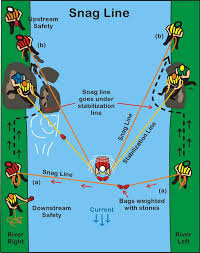 Snag Line
Upstream
Safety
(b)
(b)
Snag line
goes under
stabilization
line
Snag Line
Stabilization Line
Snag Line
(a)
(a)
Downstream
Safety
Current
Bags weighted
with stones
River
Right
River
Left